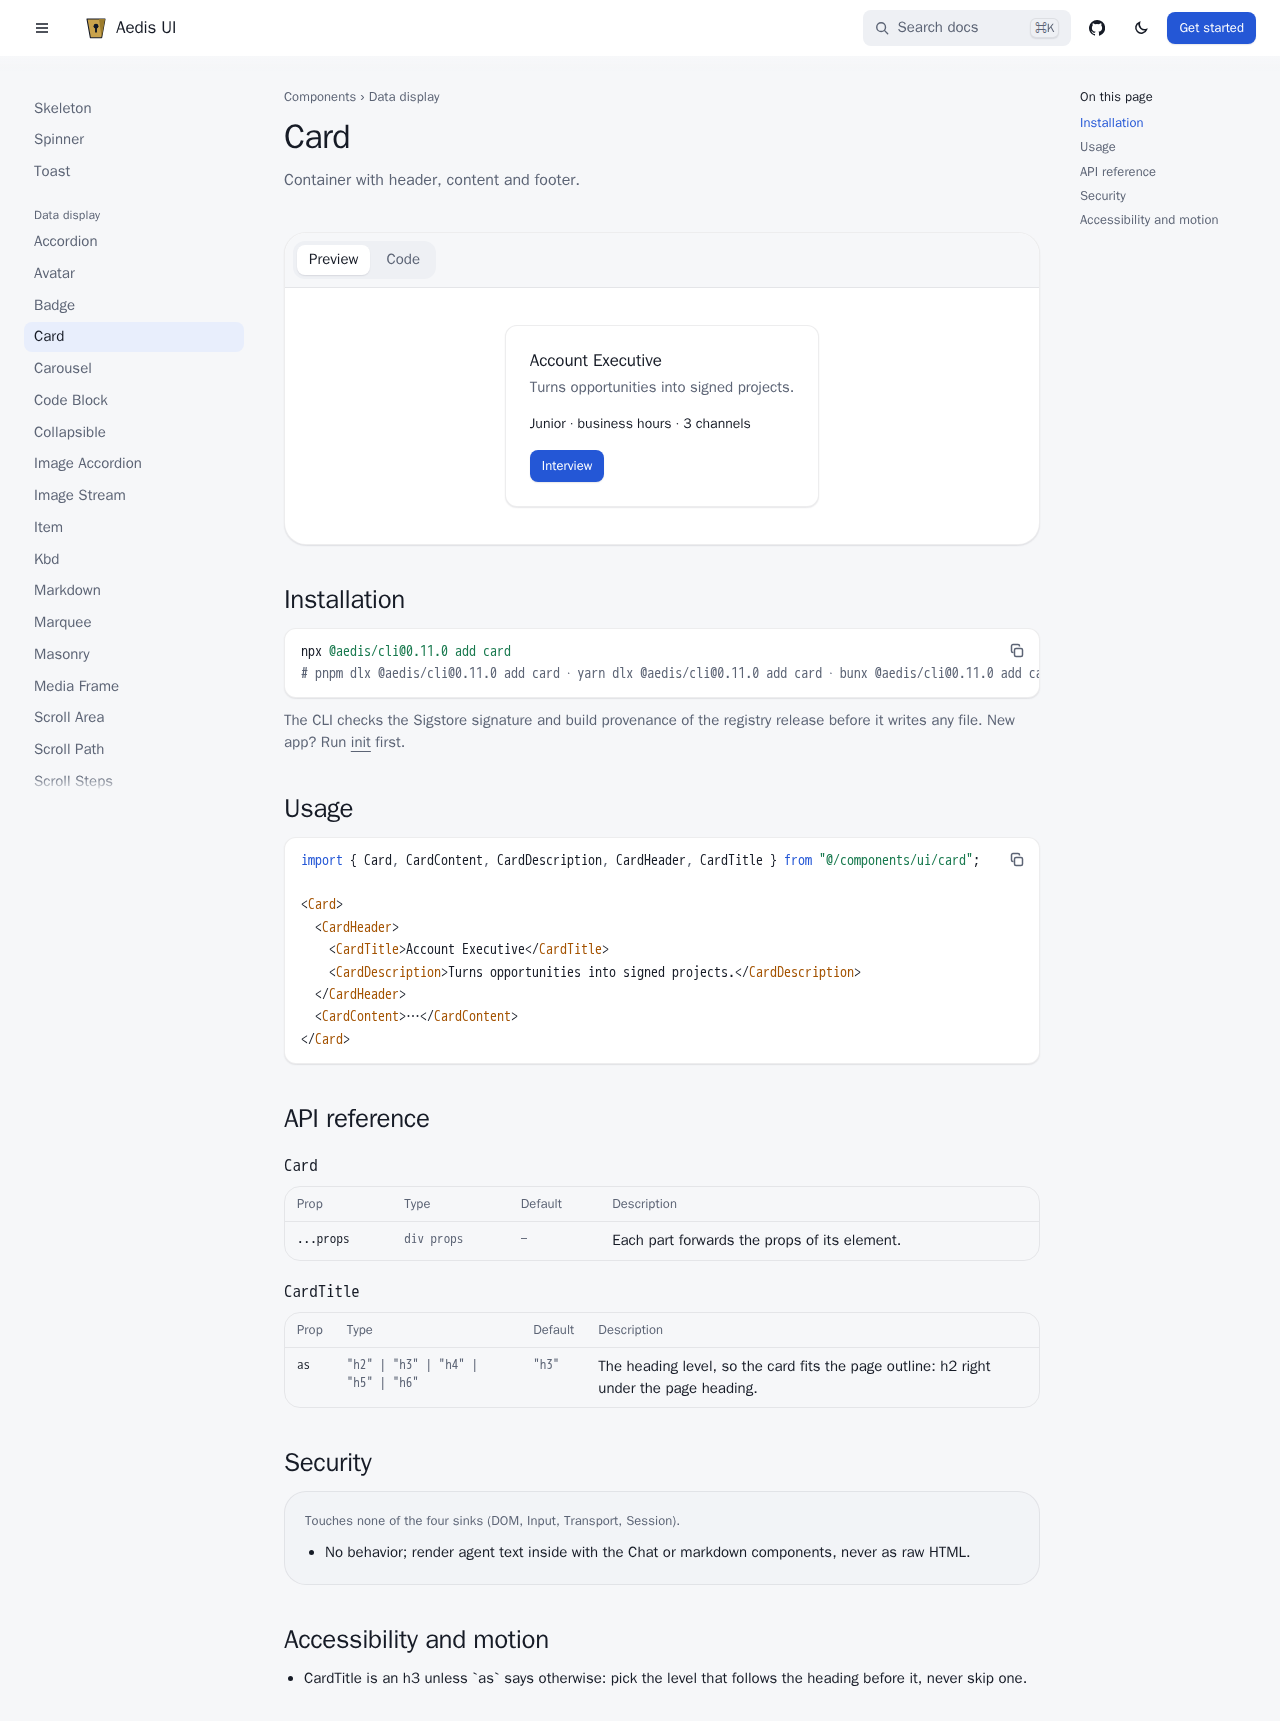 Aedis UI
Search docs
⌘K
Get started
Skeleton
Spinner
Toast
Data display
Accordion
Avatar
Badge
Card
Carousel
Code Block
Collapsible
Image Accordion
Image Stream
Item
Kbd
Markdown
Marquee
Masonry
Media Frame
Scroll Area
Scroll Path
Scroll Steps
Components › Data display
Card
Container with header, content and footer.
Preview
Code
Account Executive
Turns opportunities into signed projects.
Junior · business hours · 3 channels
Interview
Installation
npx @aedis/cli@0.11.0 add card
# pnpm dlx @aedis/cli@0.11.0 add card · yarn dlx @aedis/cli@0.11.0 add card · bunx @aedis/cli@0.11.0 add ca
The CLI checks the Sigstore signature and build provenance of the registry release before it writes any file. New
app? Run init first.
Usage
import { Card, CardContent, CardDescription, CardHeader, CardTitle } from "@/components/ui/card";
<Card>
<CardHeader>
<CardTitle>Account Executive</CardTitle>
<CardDescription>Turns opportunities into signed projects.</CardDescription>
</CardHeader>
<CardContent>…</CardContent>
</Card>
API reference
Card
Prop Type Default Description
...props div props — Each part forwards the props of its element.
CardTitle
Prop Type Default Description
as "h2" | "h3" | "h4" | "h3" The heading level, so the card fits the page outline: h2 right
"h5" | "h6" under the page heading.
Security
Touches none of the four sinks (DOM, Input, Transport, Session).
• No behavior; render agent text inside with the Chat or markdown components, never as raw HTML.
Accessibility and motion
• CardTitle is an h3 unless `as` says otherwise: pick the level that follows the heading before it, never skip one.
On this page
Installation
Usage
API reference
Security
Accessibility and motion